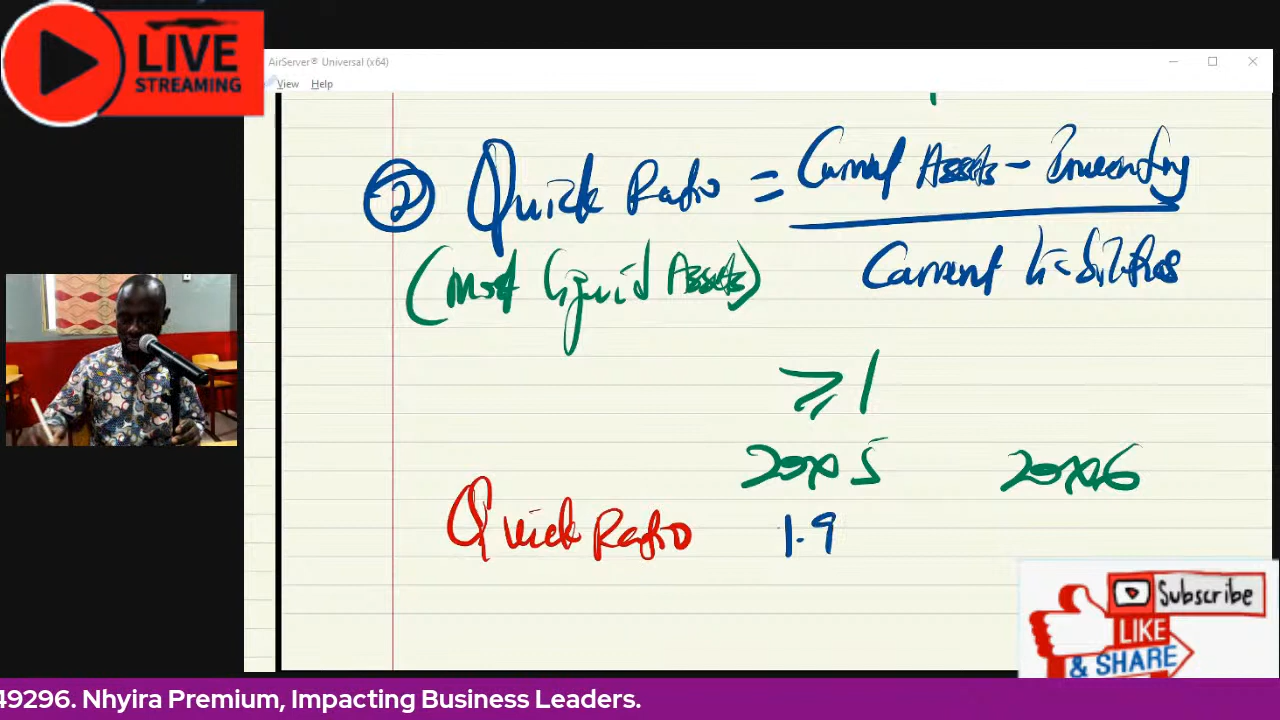 LIVE
STREAMING
AirServer® Universal (x64)
View Help
② Quick Ratio = Current Assets - Inventory
Current Liabilities
(most liquid Assets)
≥ 1
20x5 20x6
Quick Ratio 1.9
Subscribe
LIKE
& SHARE
49296. Nhyira Premium, Impacting Business Leaders.